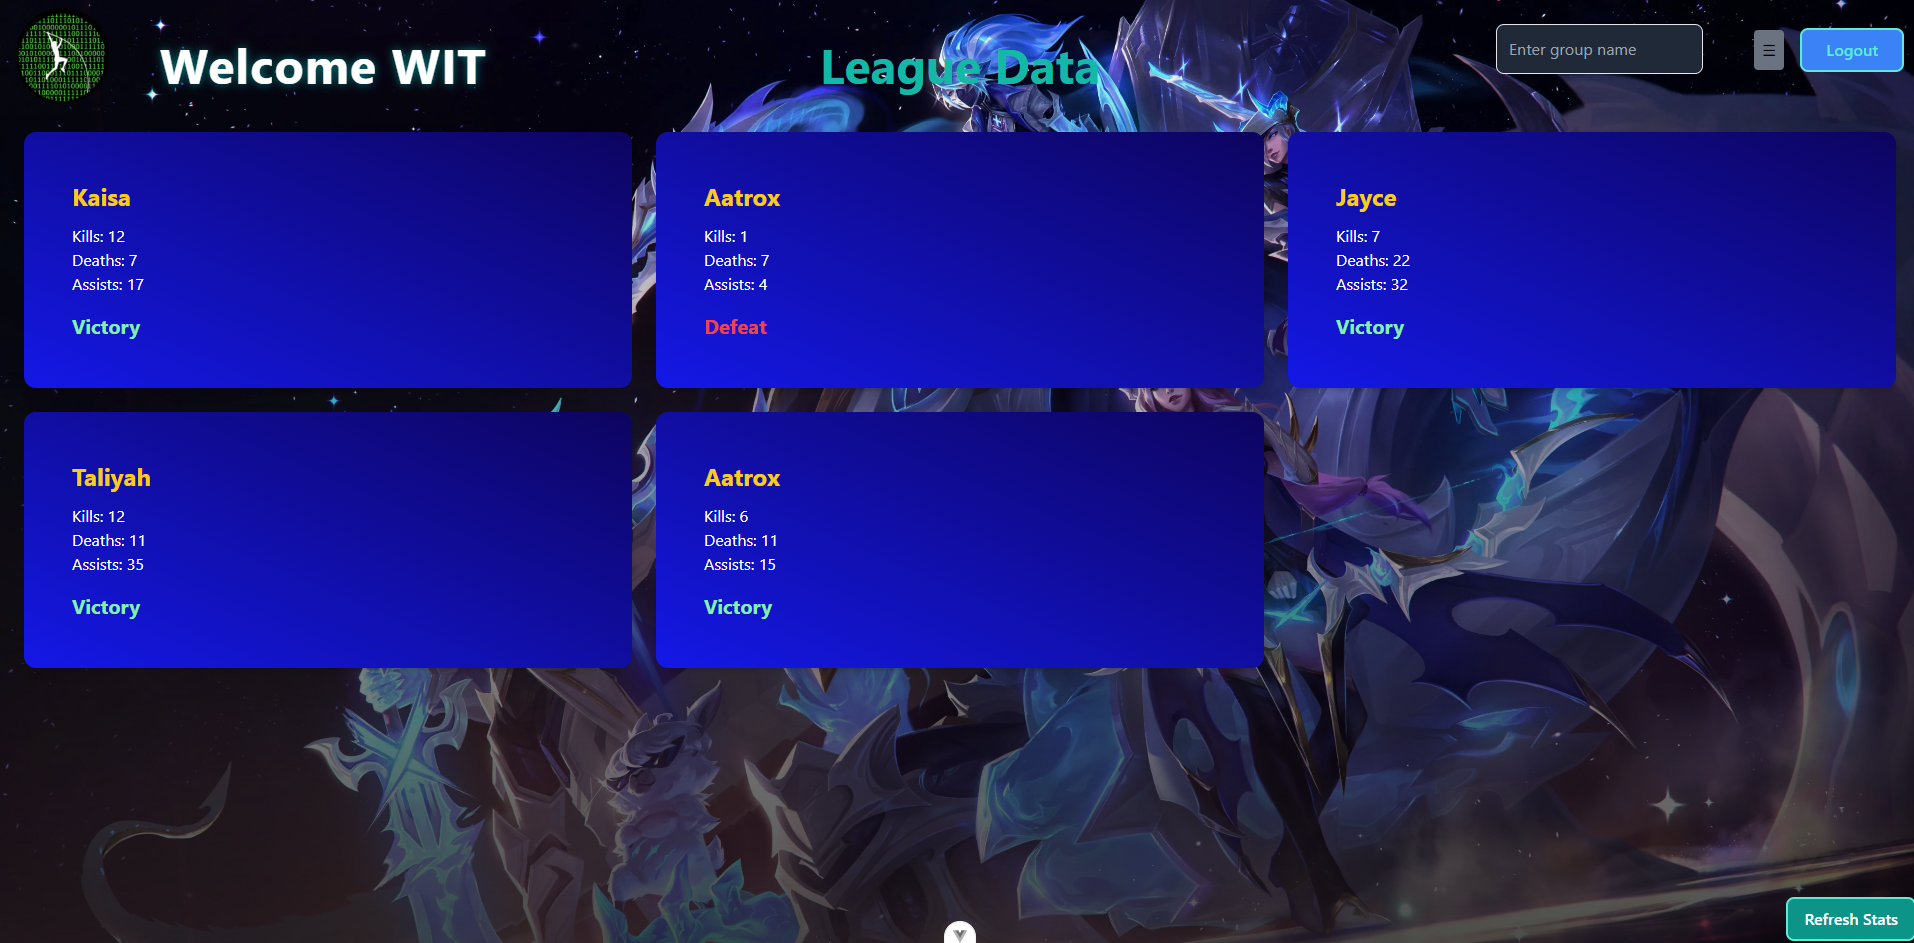 Welcome WIT
League Data
Enter group name
☰
Logout
Kaisa
Kills: 12
Deaths: 7
Assists: 17
Victory
Aatrox
Kills: 1
Deaths: 7
Assists: 4
Defeat
Jayce
Kills: 7
Deaths: 22
Assists: 32
Victory
Taliyah
Kills: 12
Deaths: 11
Assists: 35
Victory
Aatrox
Kills: 6
Deaths: 11
Assists: 15
Victory
Refresh Stats